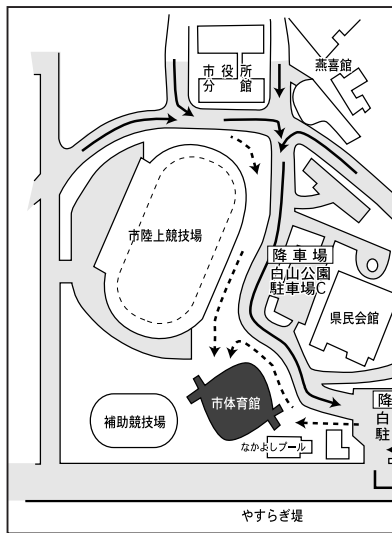 市役所
分館
燕喜館
市陸上競技場
降車場
白山公園
駐車場C
県民会館
降
白
駐
市体育館
補助競技場
なかよしプール
やすらぎ堤